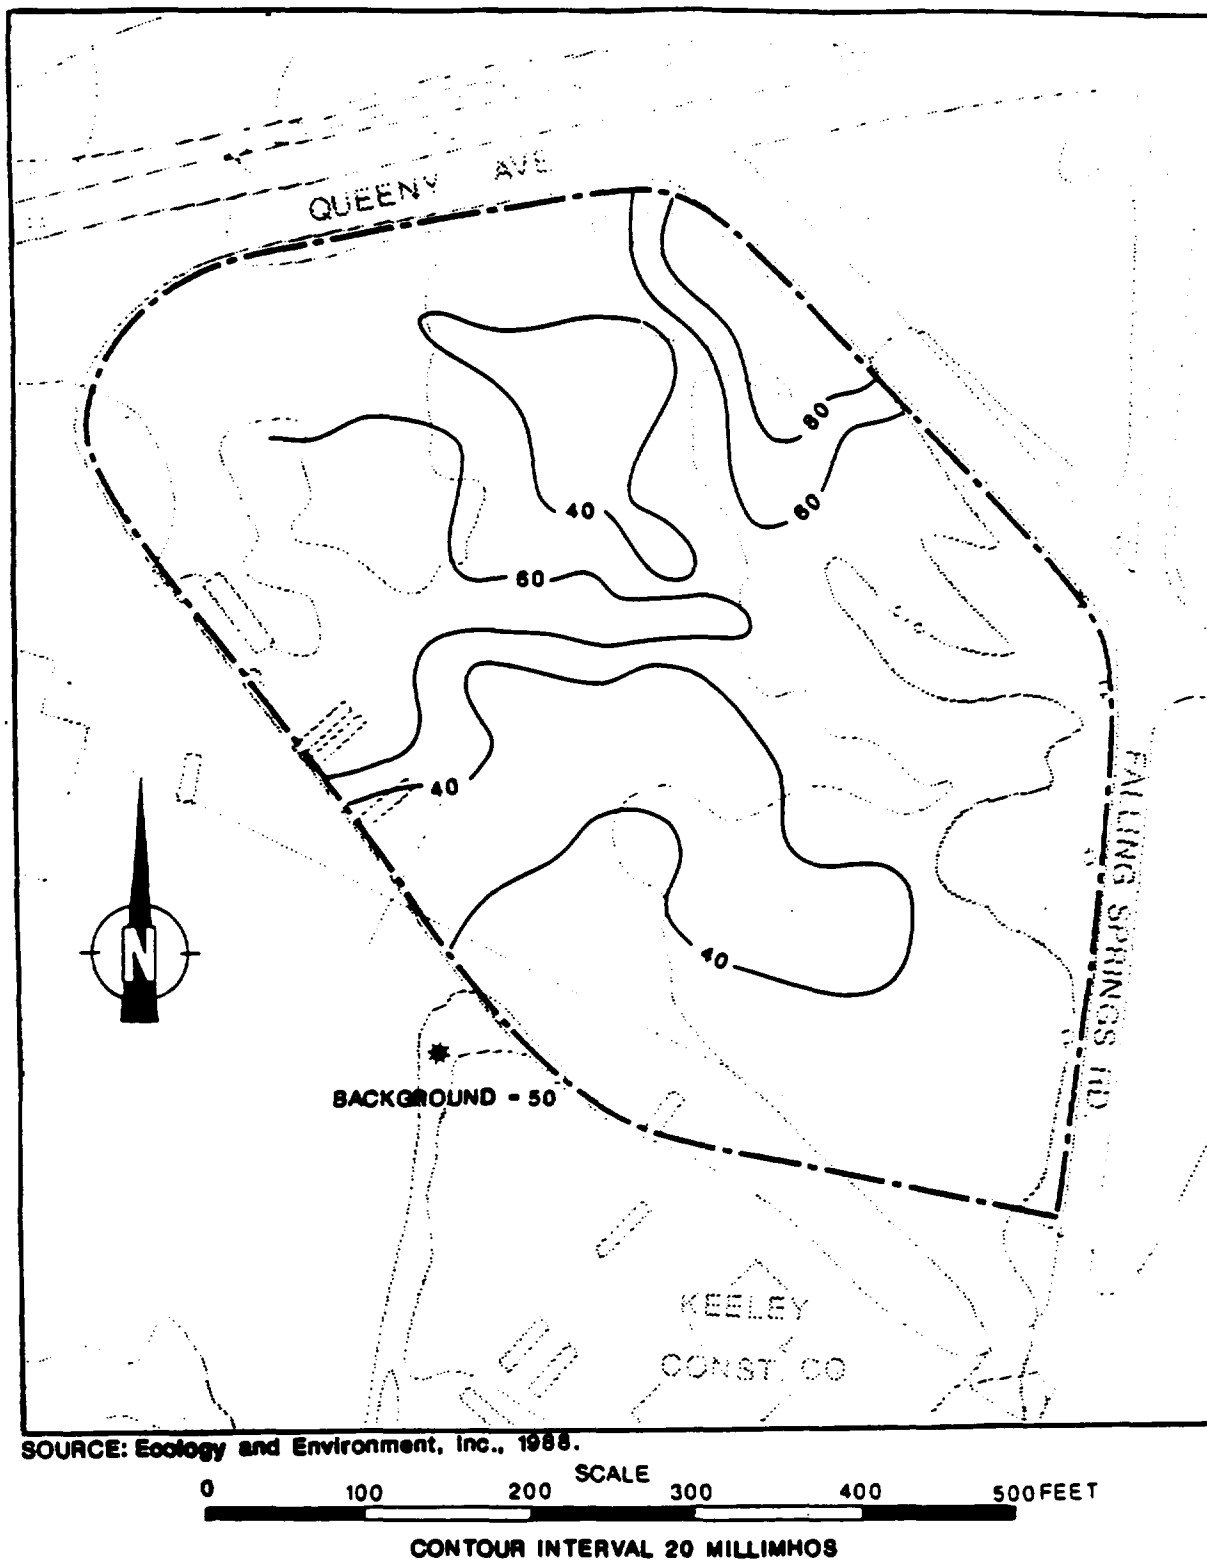 QUEENY AVE
80
60
40
60
40
40
FALLING SPRINGS RD.
N
BACKGROUND - 50
KEELEY
CONST. CO
SOURCE: Ecology and Environment, Inc., 1988.
SCALE
0 100 200 300 400 500 FEET
CONTOUR INTERVAL 20 MILLIMHOS